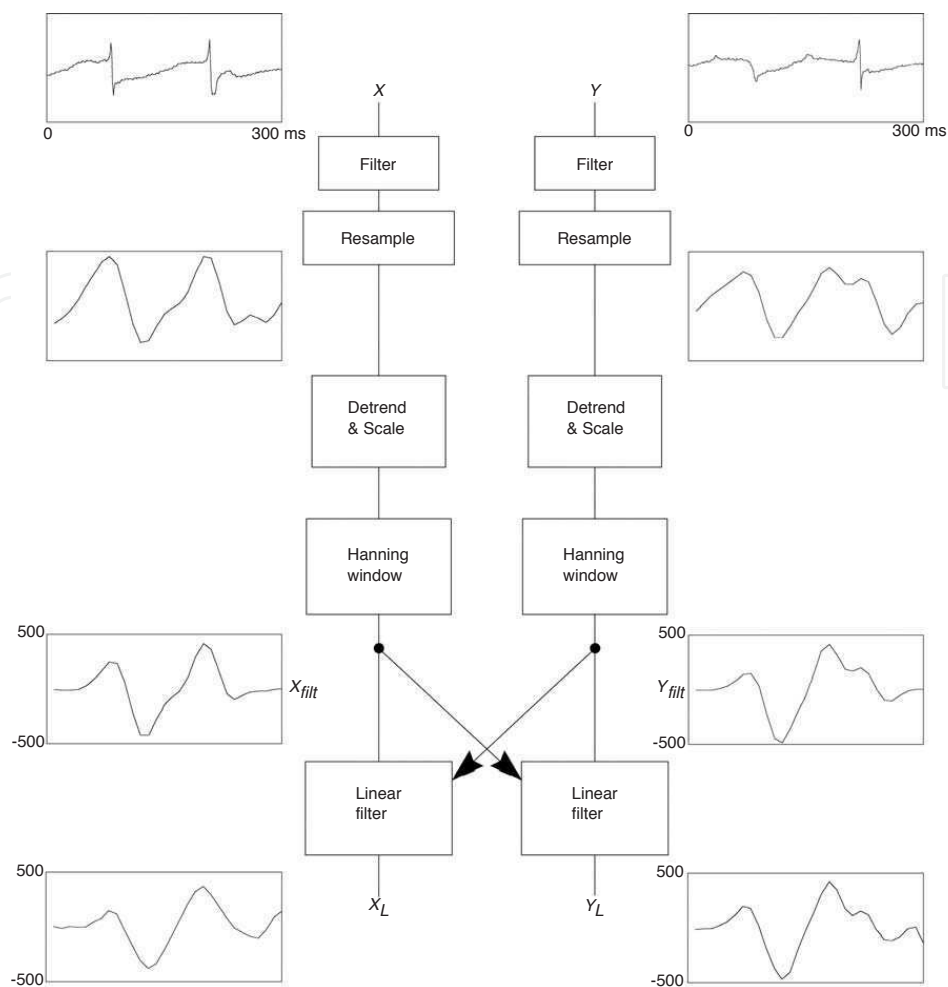 X
Y
0
300 ms
0
300 ms
Filter
Filter
Resample
Resample
Detrend
& Scale
Detrend
& Scale
Hanning
window
Hanning
window
500
-500
X_filt
Y_filt
500
-500
Linear
filter
Linear
filter
500
-500
X_L
Y_L
500
-500